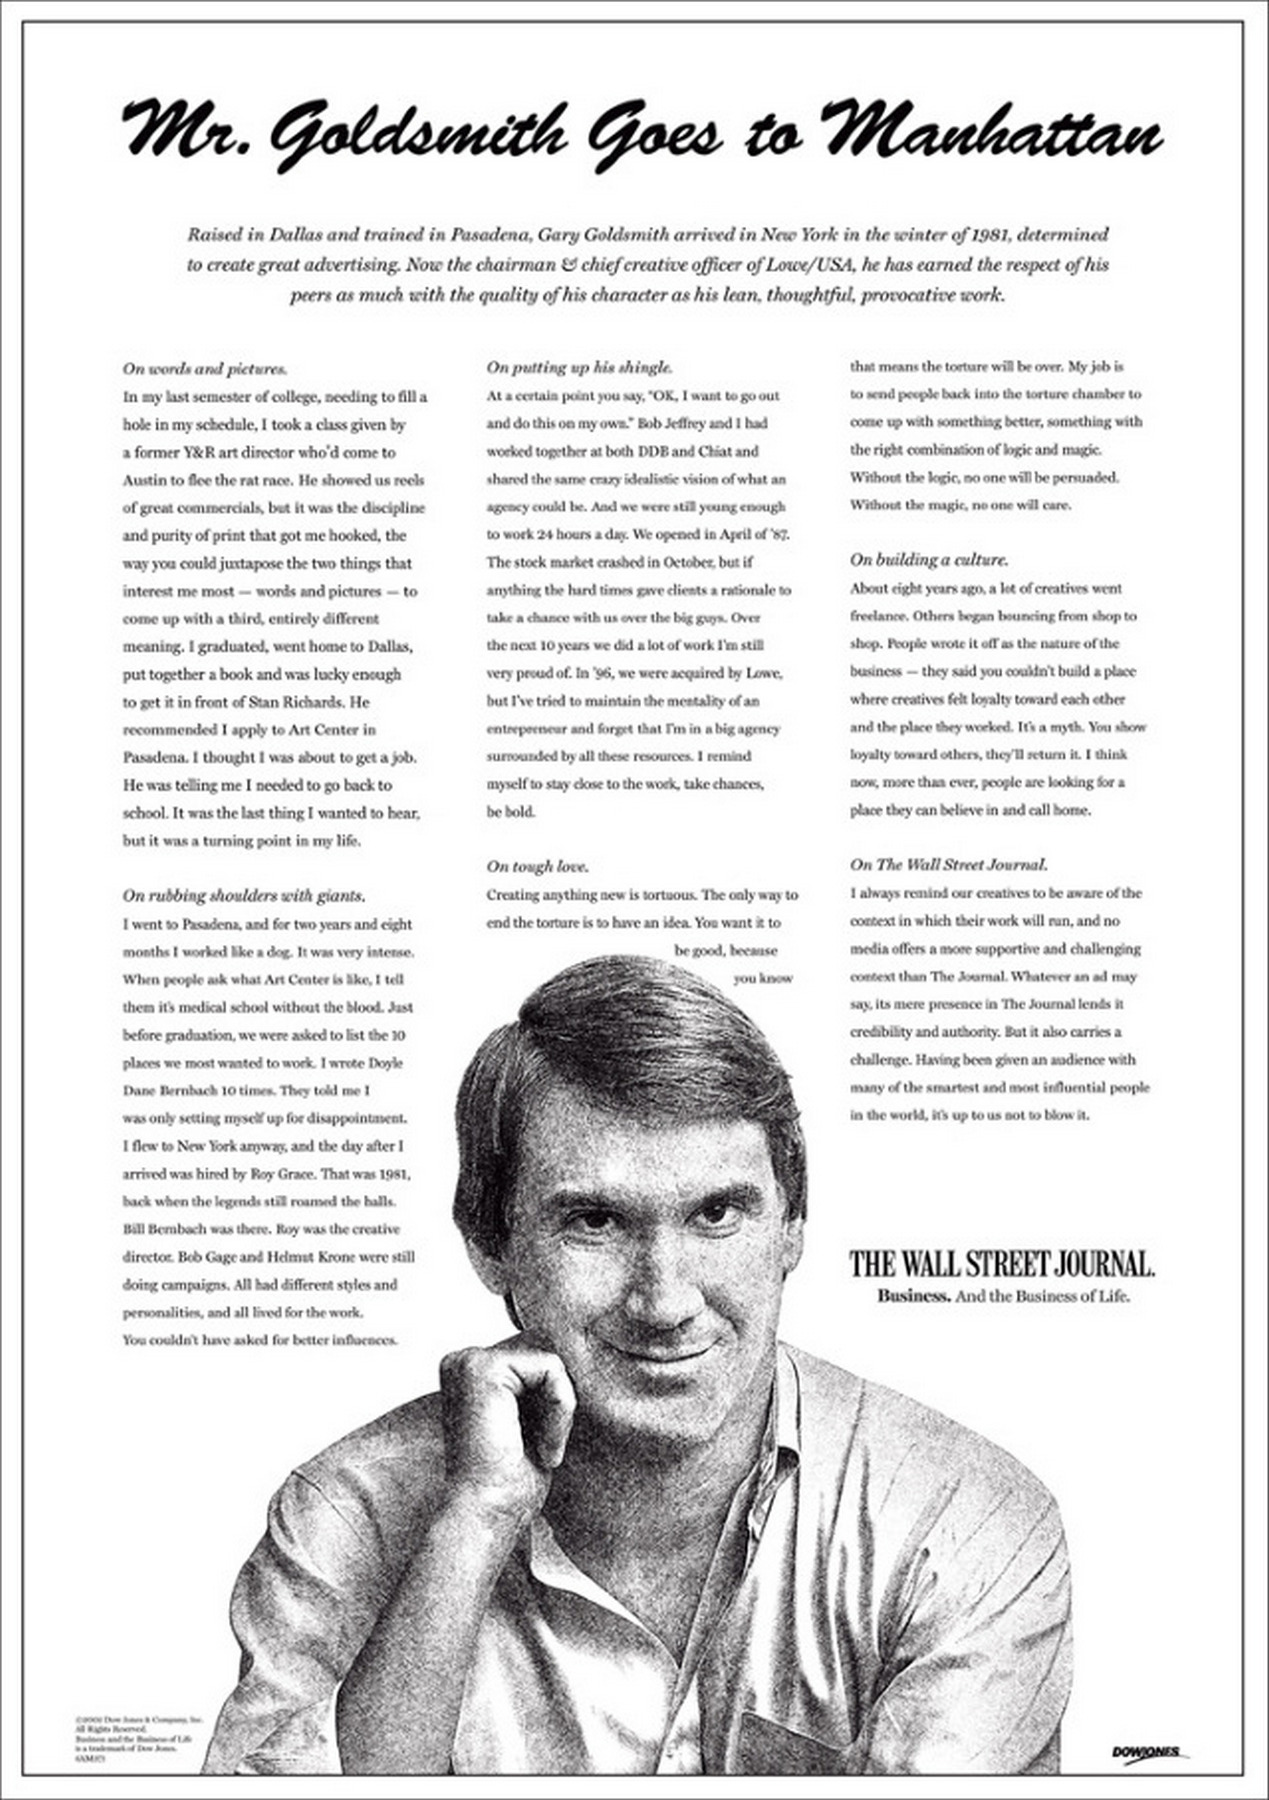 Mr. Goldsmith Goes to Manhattan
Raised in Dallas and trained in Pasadena, Gary Goldsmith arrived in New York in the winter of 1981, determined
to create great advertising. Now the chairman & chief creative officer of Lowe/USA, he has earned the respect of his
peers as much with the quality of his character as his lean, thoughtful, provocative work.
On words and pictures.
In my last semester of college, needing to fill a
hole in my schedule, I took a class given by
a former Y&R art director who'd come to
Austin to flee the rat race. He showed us reels
of great commercials, but it was the discipline
and purity of print that got me hooked, the
way you could juxtapose the two things that
interest me most — words and pictures — to
come up with a third, entirely different
meaning. I graduated, went home to Dallas,
put together a book and was lucky enough
to get it in front of Stan Richards. He
recommended I apply to Art Center in
Pasadena. I thought I was about to get a job.
He was telling me I needed to go back to
school. It was the last thing I wanted to hear,
but it was a turning point in my life.
On rubbing shoulders with giants.
I went to Pasadena, and for two years and eight
months I worked like a dog. It was very intense.
When people ask what Art Center is like, I tell
them it's medical school without the blood. Just
before graduation, we were asked to list the 10
places we most wanted to work. I wrote Doyle
Dane Bernbach 10 times. They told me I
was only setting myself up for disappointment.
I flew to New York anyway, and the day after I
arrived was hired by Roy Grace. That was 1981,
back when the legends still roamed the halls.
Bill Bernbach was there. Roy was the creative
director. Bob Gage and Helmut Krone were still
doing campaigns. All had different styles and
personalities, and all lived for the work.
You couldn't have asked for better influences.
On putting up his shingle.
At a certain point you say, "OK, I want to go out
and do this on my own." Bob Jeffrey and I had
worked together at both DDB and Chiat and
shared the same crazy idealistic vision of what an
agency could be. And we were still young enough
to work 24 hours a day. We opened in April of '87.
The stock market crashed in October, but if
anything the hard times gave clients a rationale to
take a chance with us over the big guys. Over
the next 10 years we did a lot of work I'm still
very proud of. In '96, we were acquired by Lowe,
but I've tried to maintain the mentality of an
entrepreneur and forget that I'm in a big agency
surrounded by all these resources. I remind
myself to stay close to the work, take chances,
be bold.
On tough love.
Creating anything new is tortuous. The only way to
end the torture is to have an idea. You want it to
be good, because
you know
that means the torture will be over. My job is
to send people back into the torture chamber to
come up with something better, something with
the right combination of logic and magic.
Without the logic, no one will be persuaded.
Without the magic, no one will care.
On building a culture.
About eight years ago, a lot of creatives went
freelance. Others began bouncing from shop to
shop. People wrote it off as the nature of the
business — they said you couldn't build a place
where creatives felt loyalty toward each other
and the place they worked. It's a myth. You show
loyalty toward others, they'll return it. I think
now, more than ever, people are looking for a
place they can believe in and call home.
On The Wall Street Journal.
I always remind our creatives to be aware of the
context in which their work will run, and no
media offers a more supportive and challenging
context than The Journal. Whatever an ad may
say, its mere presence in The Journal lends it
credibility and authority. But it also carries a
challenge. Having been given an audience with
many of the smartest and most influential people
in the world, it's up to us not to blow it.
THE WALL STREET JOURNAL.
Business. And the Business of Life.
Dow Jones & Company, Inc.
All Rights Reserved.
Business and the Business of Life
is a trademark of Dow Jones.
DOWJONES